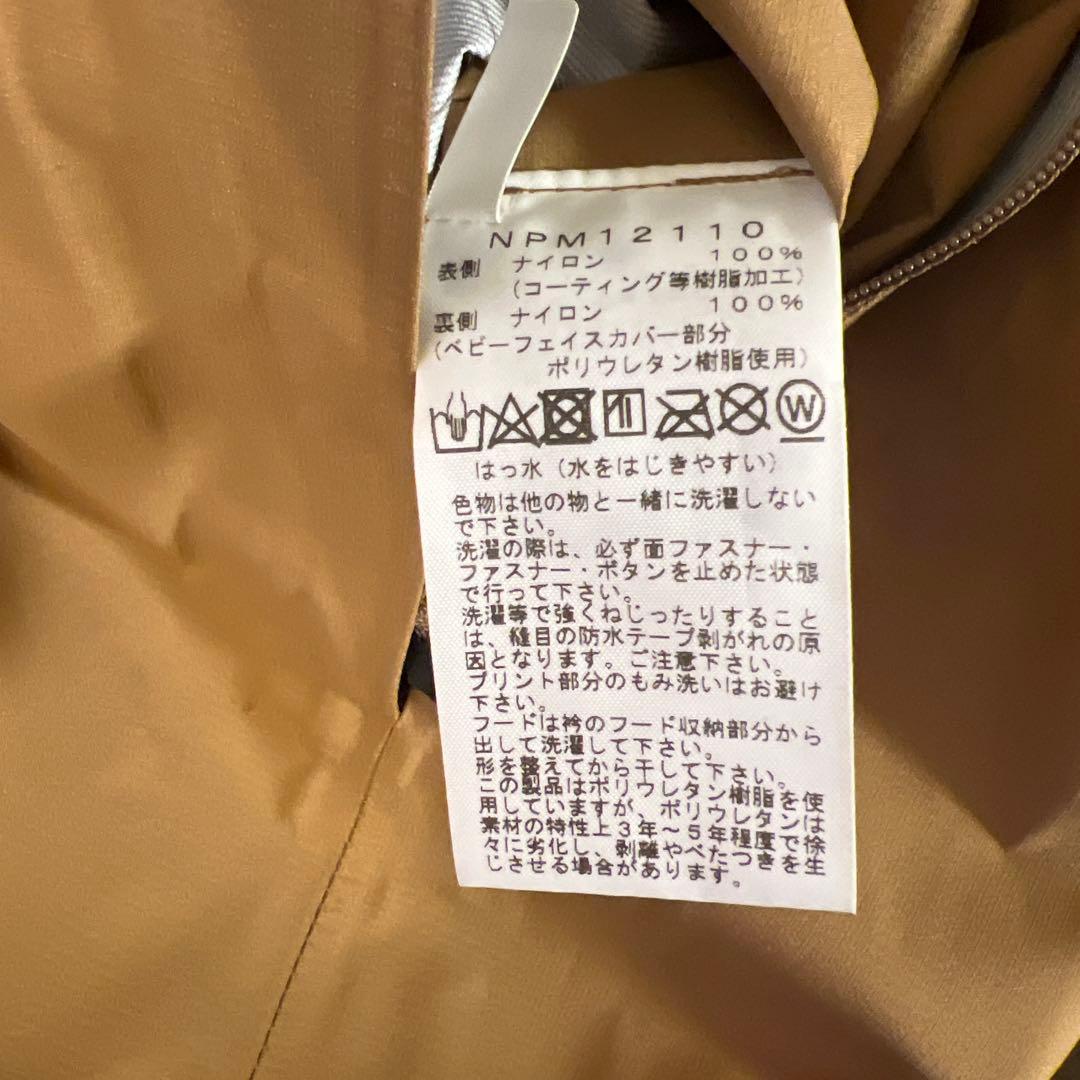 NPM12110
表側 ナイロン 100%
(コーティング等樹脂加工)
裏側 ナイロン 100%
(ベビーフェイスカバー部分
ポリウレタン樹脂使用)
W
はっ水(水をはじきやすい)
色物は他の物と一緒に洗濯しない
で下さい。
洗濯の際は、必ず面ファスナー・
ファスナー・ボタンを止めた状態
で行って下さい。
洗濯等で強くねじったりすること
は、縫目の防水テープ剥がれの原
因となります。ご注意下さい。
プリント部分のもみ洗いはお避け
下さい。
フードは衿のフード収納部分から
出して洗濯して下さい。
形を整えてから干して下さい。
この製品はポリウレタン樹脂を使
用していますが、ポリウレタンは
素材の特性上3年～5年程度で徐
々に劣化し、剥離やべたつきを生
じさせる場合があります。